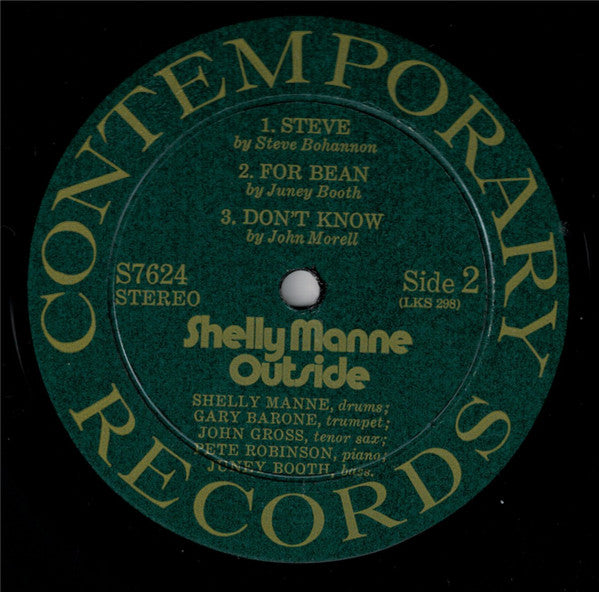 CONTEMPORARY
1. STEVE
by Steve Bohannon
2. FOR BEAN
by Juney Booth
3. DON'T KNOW
by John Morell
S7624
STEREO
Side 2
(LKS 298)
Shelly Manne
Outside
SHELLY MANNE, drums;
GARY BARONE, trumpet;
JOHN GROSS, tenor sax;
PETE ROBINSON, piano;
JUNEY BOOTH, bass.
RECORDS